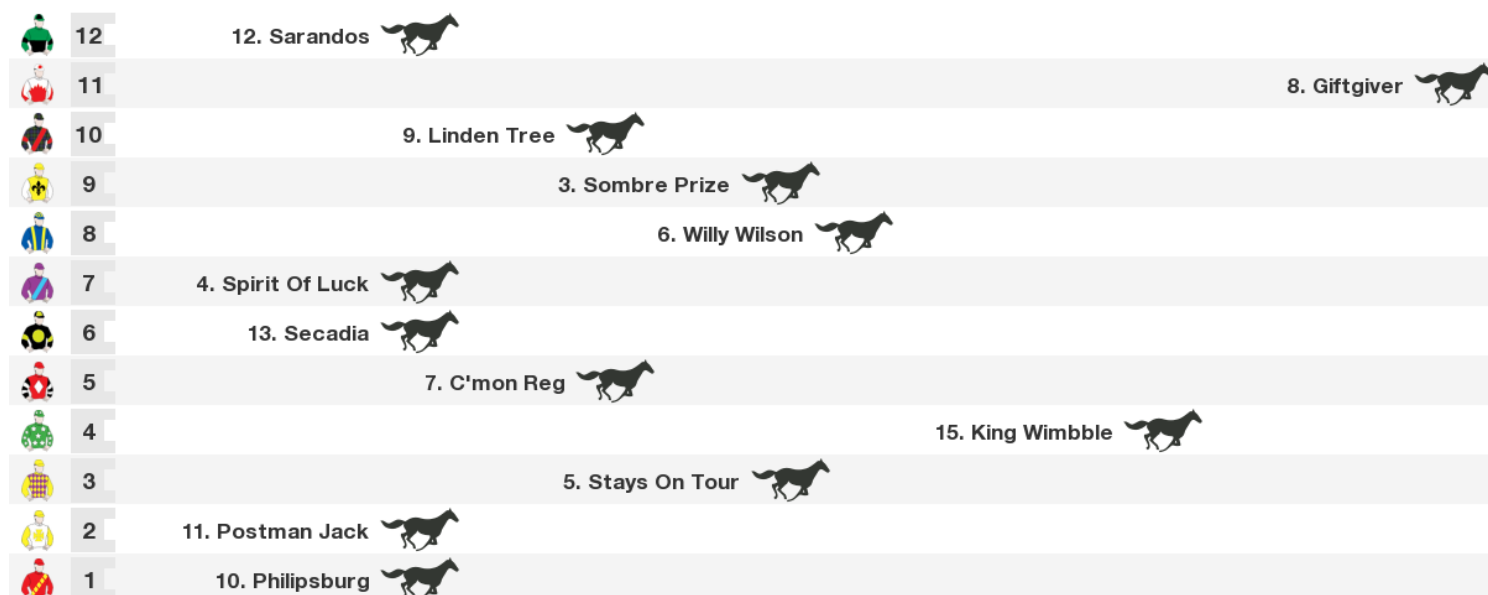 12 12. Sarandos
11 8. Giftgiver
10 9. Linden Tree
9 3. Sombre Prize
8 6. Willy Wilson
7 4. Spirit Of Luck
6 13. Secadia
5 7. C'mon Reg
4 15. King Wimbble
3 5. Stays On Tour
2 11. Postman Jack
1 10. Philipsburg